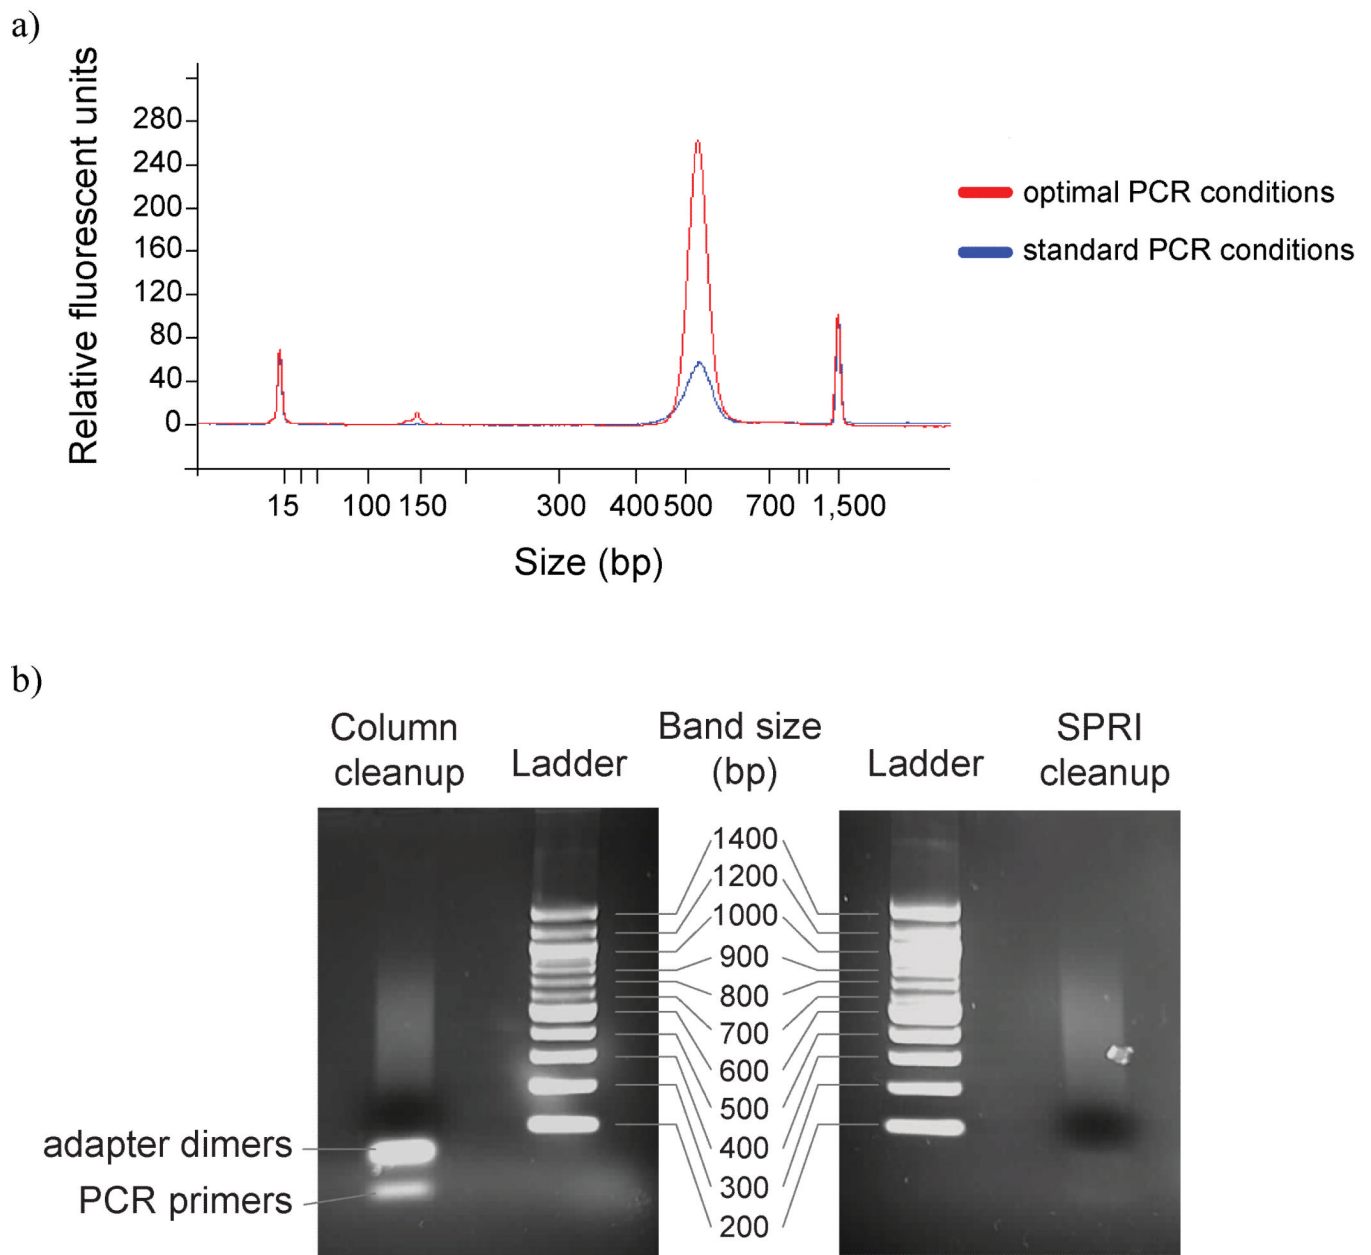 a)
Relative fluorescent units
280
240
200
160
120
80
40
0
15 100 150 300 400 500 700 1,500
Size (bp)
optimal PCR conditions
standard PCR conditions
b)
Column
cleanup
Ladder
Band size
(bp)
Ladder
SPRI
cleanup
1400
1200
1000
900
800
700
600
500
400
300
200
adapter dimers
PCR primers